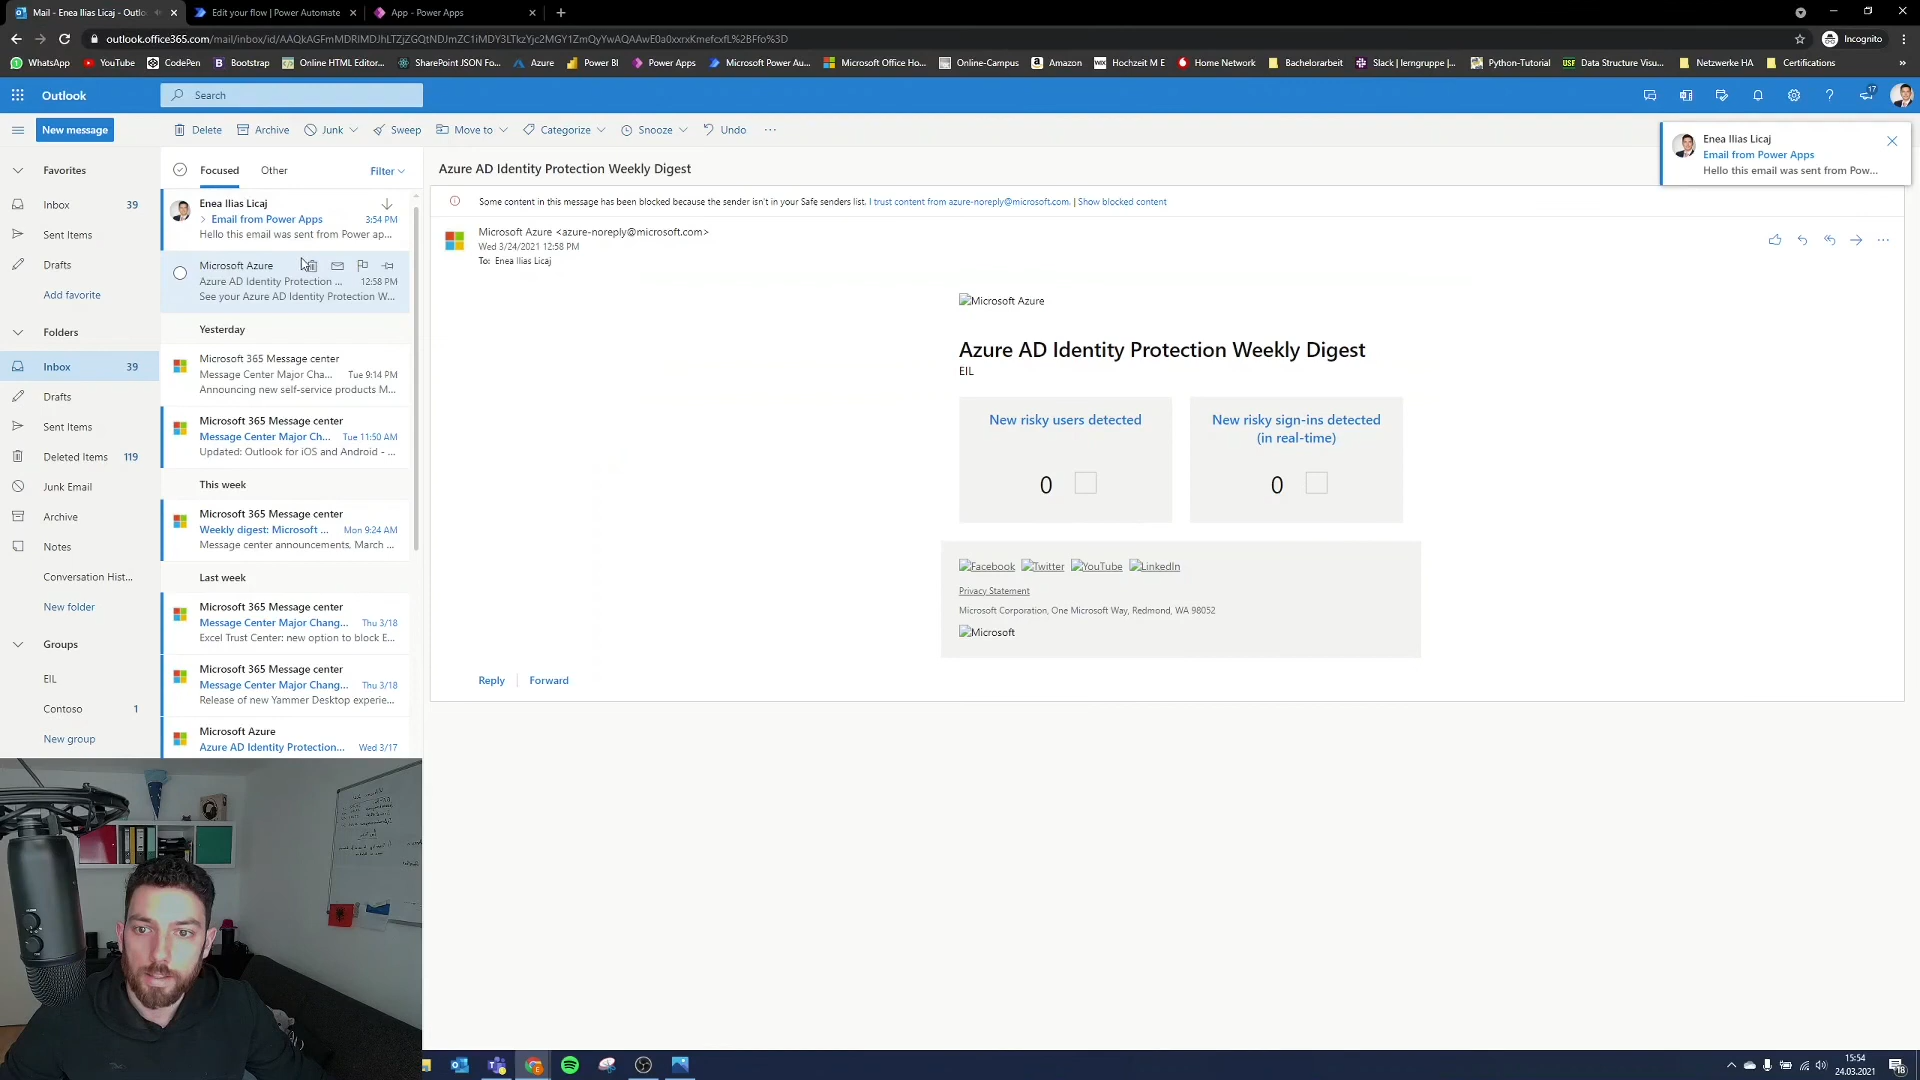 Mail - Enea Ilias Licaj - Outlo
Edit your flow | Power Automate
App - Power Apps
outlook.office365.com/mail/inbox/id/AAQkAGFmMDRlMDJhLTZjZGQtNDJmZC1iMDY3LTkzYjc2MGY1ZmQyYwAQAAwE0a0xxrxKmefcxfL%2BFfo%3D
Incognito
WhatsApp
YouTube
CodePen
Bootstrap
Online HTML Editor...
SharePoint JSON Fo...
Azure
Power BI
Power Apps
Microsoft Power Au...
Microsoft Office Ho...
Online-Campus
Amazon
Hochzeit M E
Home Network
Bachelorarbeit
Slack | lerngruppe |...
Python-Tutorial
Data Structure Visu...
Netzwerke HA
Certifications
Outlook
Search
17
New message
Delete
Archive
Junk
Sweep
Move to
Categorize
Snooze
Undo
Enea Ilias Licaj
Email from Power Apps
Hello this email was sent from Pow...
Favorites
Inbox 39
Sent Items
Drafts
Add favorite
Folders
Inbox 39
Drafts
Sent Items
Deleted Items 119
Junk Email
Archive
Notes
Conversation Hist...
New folder
Groups
EIL
Contoso 1
New group
Focused
Other
Filter
Enea Ilias Licaj
Email from Power Apps 3:54 PM
Hello this email was sent from Power ap...
Microsoft Azure
Azure AD Identity Protection ... 12:58 PM
See your Azure AD Identity Protection W...
Yesterday
Microsoft 365 Message center
Message Center Major Cha... Tue 9:14 PM
Announcing new self-service products M...
Microsoft 365 Message center
Message Center Major Ch... Tue 11:50 AM
Updated: Outlook for iOS and Android - ...
This week
Microsoft 365 Message center
Weekly digest: Microsoft ... Mon 9:24 AM
Message center announcements, March ...
Last week
Microsoft 365 Message center
Message Center Major Chang... Thu 3/18
Excel Trust Center: new option to block E...
Microsoft 365 Message center
Message Center Major Chang... Thu 3/18
Release of new Yammer Desktop experie...
Microsoft Azure
Azure AD Identity Protection... Wed 3/17
Azure AD Identity Protection Weekly Digest
Some content in this message has been blocked because the sender isn't in your Safe senders list. I trust content from azure-noreply@microsoft.com. | Show blocked content
Microsoft Azure <azure-noreply@microsoft.com>
Wed 3/24/2021 12:58 PM
To: Enea Ilias Licaj
Microsoft Azure
Azure AD Identity Protection Weekly Digest
EIL
New risky users detected
0
New risky sign-ins detected
(in real-time)
0
Facebook Twitter YouTube LinkedIn
Privacy Statement
Microsoft Corporation, One Microsoft Way, Redmond, WA 98052
Microsoft
Reply
Forward
15:54
24.03.2021
18